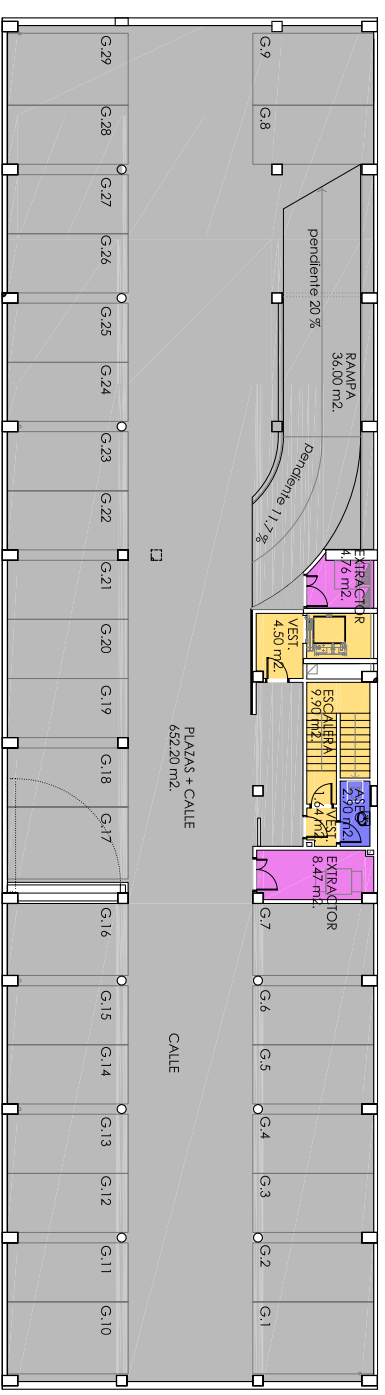 G.29
G.28
G.27
G.26
G.25
G.24
G.23
G.22
G.21
G.20
G.19
G.18
G.17
G.16
G.15
G.14
G.13
G.12
G.11
G.10
G.9
G.8
pendiente 20 %
RAMPA
36.00 m2.
pendiente 11.7%
EXTRACTOR
4.76 m2.
VEST.
4.50 m2.
ESCALERA
9.90 m2.
PLAZAS + CALLE
652.20 m2.
ASEO
2.90 m2.
VEST.
EXTRACTOR
8.47 m2.
G.7
G.6
G.5
G.4
G.3
G.2
G.1
CALLE